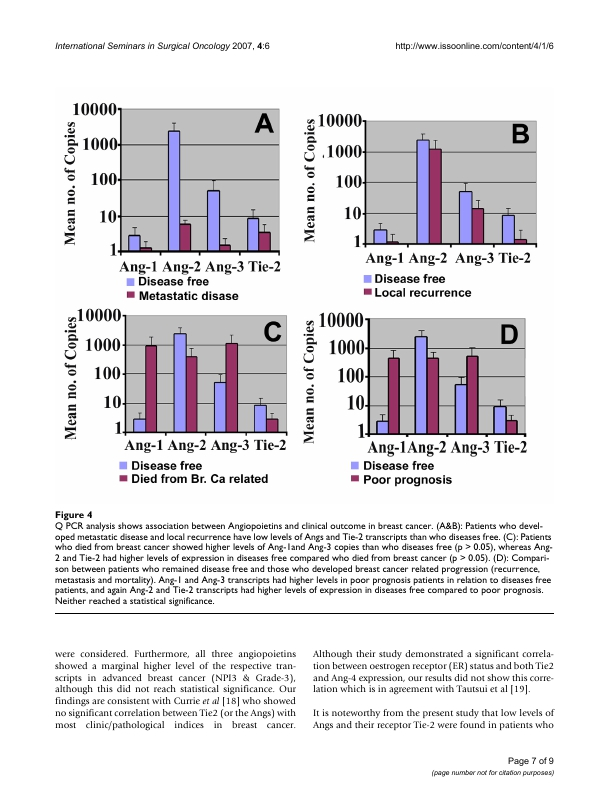 International Seminars in Surgical Oncology 2007, 4:6
http://www.issoonline.com/content/4/1/6
A
Mean no. of Copies
10000
1000
100
10
1
Ang-1 Ang-2 Ang-3 Tie-2
Disease free
Metastatic disase
B
Mean no. of Copies
10000
1000
100
10
1
Ang-1 Ang-2 Ang-3 Tie-2
Disease free
Local recurrence
C
Mean no. of Copies
10000
1000
100
10
1
Ang-1 Ang-2 Ang-3 Tie-2
Disease free
Died from Br. Ca related
D
Mean no. of Copies
10000
1000
100
10
1
Ang-1 Ang-2 Ang-3 Tie-2
Disease free
Poor prognosis
Figure 4
Q PCR analysis shows association between Angiopoietins and clinical outcome in breast cancer. (A&B): Patients who devel-
oped metastatic disease and local recurrence have low levels of Angs and Tie-2 transcripts than who diseases free. (C): Patients
who died from breast cancer showed higher levels of Ang-1and Ang-3 copies than who diseases free (p > 0.05), whereas Ang-
2 and Tie-2 had higher levels of expression in diseases free compared who died from breast cancer (p > 0.05). (D): Compari-
son between patients who remained disease free and those who developed breast cancer related progression (recurrence,
metastasis and mortality). Ang-1 and Ang-3 transcripts had higher levels in poor prognosis patients in relation to diseases free
patients, and again Ang-2 and Tie-2 transcripts had higher levels of expression in diseases free compared to poor prognosis.
Neither reached a statistical significance.
were considered. Furthermore, all three angiopoietins
showed a marginal higher level of the respective tran-
scripts in advanced breast cancer (NPI3 & Grade-3),
although this did not reach statistical significance. Our
findings are consistent with Currie et al [18] who showed
no significant correlation between Tie2 (or the Angs) with
most clinic/pathological indices in breast cancer.
Although their study demonstrated a significant correla-
tion between oestrogen receptor (ER) status and both Tie2
and Ang-4 expression, our results did not show this corre-
lation which is in agreement with Tautsui et al [19].
It is noteworthy from the present study that low levels of
Angs and their receptor Tie-2 were found in patients who
Page 7 of 9
(page number not for citation purposes)